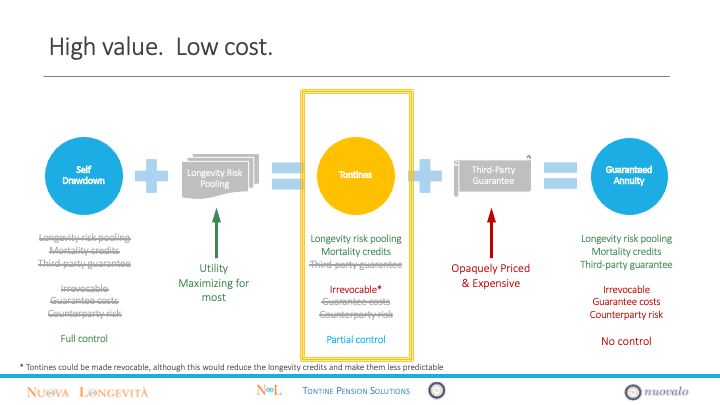 High value.  Low cost.
Self
Drawdown
Longevity Risk
Pooling
Tontines
Third-Party
Guarantee
Guaranteed
Annuity
Longevity risk pooling
Mortality credits
Third-party guarantee
Irrevocable
Guarantee costs
Counterparty risk
Full control
Utility
Maximizing for
most
Longevity risk pooling
Mortality credits
Third-party guarantee
Irrevocable*
Guarantee costs
Counterparty risk
Partial control
Opaquely Priced
& Expensive
Longevity risk pooling
Mortality credits
Third-party guarantee
Irrevocable
Guarantee costs
Counterparty risk
No control
* Tontines could be made revocable, although this would reduce the longevity credits and make them less predictable
Nuova Longevità
N∞L
Tontine Pension Solutions
nuovalo